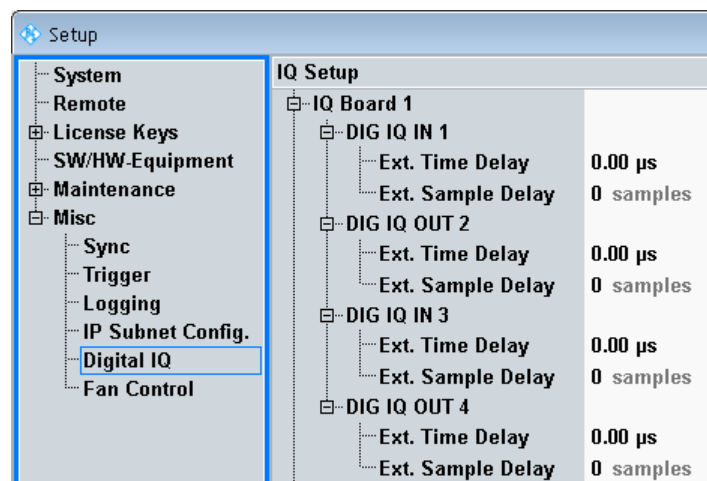 Setup
System
Remote
License Keys
SW/HW-Equipment
Maintenance
Misc
Sync
Trigger
Logging
IP Subnet Config.
Digital IQ
Fan Control
IQ Setup
IQ Board 1
DIG IQ IN 1
Ext. Time Delay 0.00 µs
Ext. Sample Delay 0 samples
DIG IQ OUT 2
Ext. Time Delay 0.00 µs
Ext. Sample Delay 0 samples
DIG IQ IN 3
Ext. Time Delay 0.00 µs
Ext. Sample Delay 0 samples
DIG IQ OUT 4
Ext. Time Delay 0.00 µs
Ext. Sample Delay 0 samples